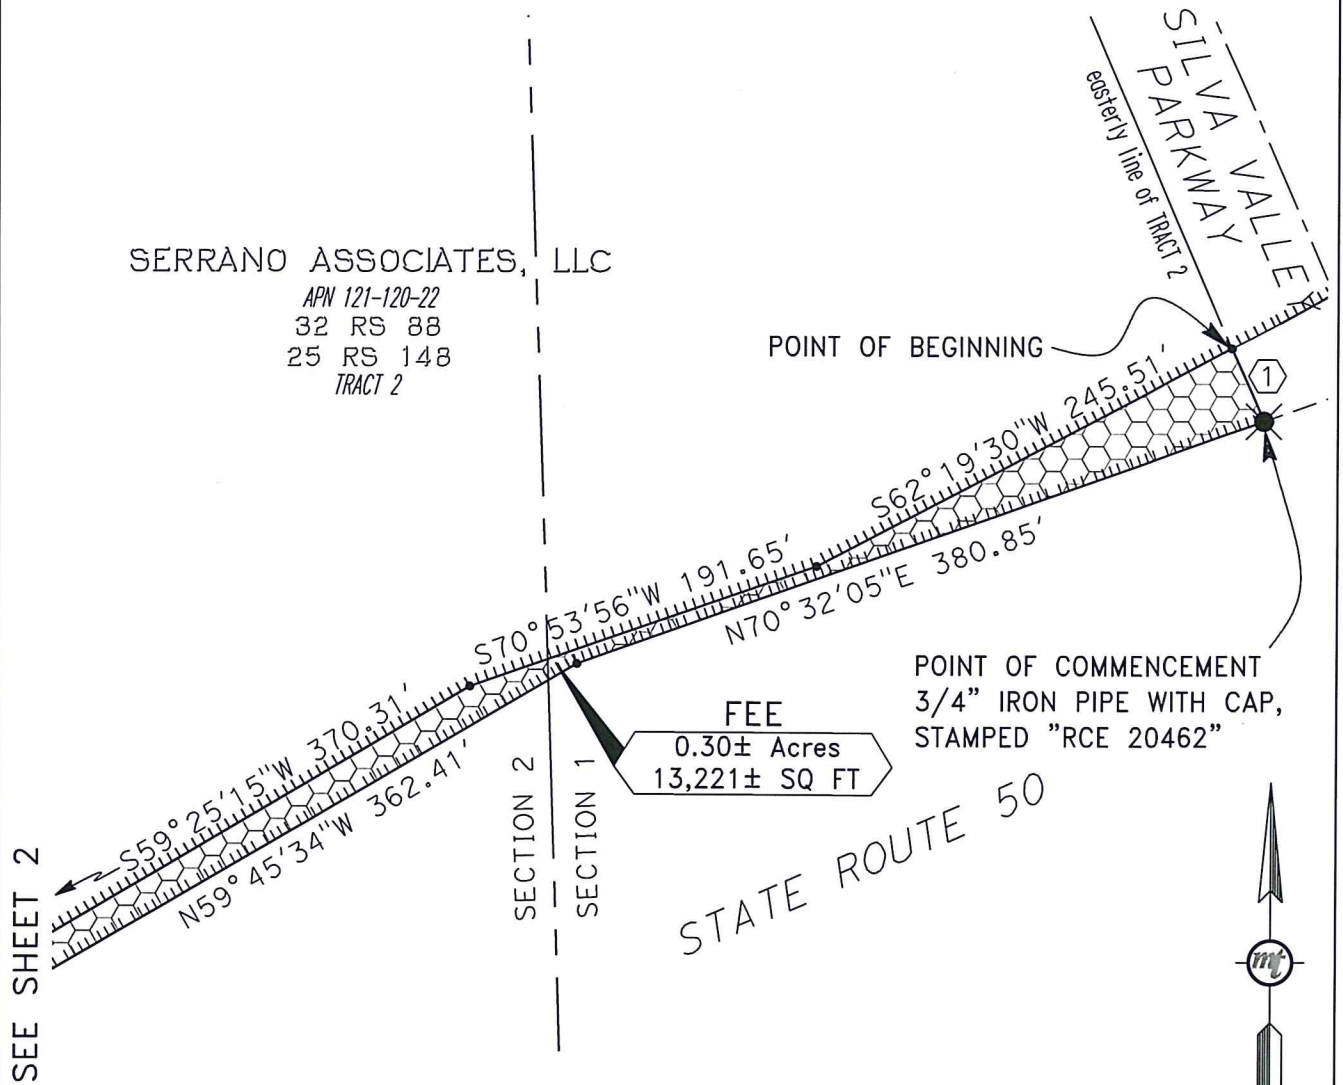 SILVA VALLEY
PARKWAY
easterly line of TRACT 2
SERRANO ASSOCIATES, LLC
APN 121-120-22
32 RS 88
25 RS 148
TRACT 2
POINT OF BEGINNING
1
S62°19'30"W 245.51'
S70°53'56"W 191.65'
N70°32'05"E 380.85'
POINT OF COMMENCEMENT
3/4" IRON PIPE WITH CAP,
STAMPED "RCE 20462"
FEE
0.30± Acres
13,221± SQ FT
S59°25'15"W 370.31'
N59°45'34"W 362.41'
SECTION 2
SECTION 1
STATE ROUTE 50
SEE SHEET 2
mt